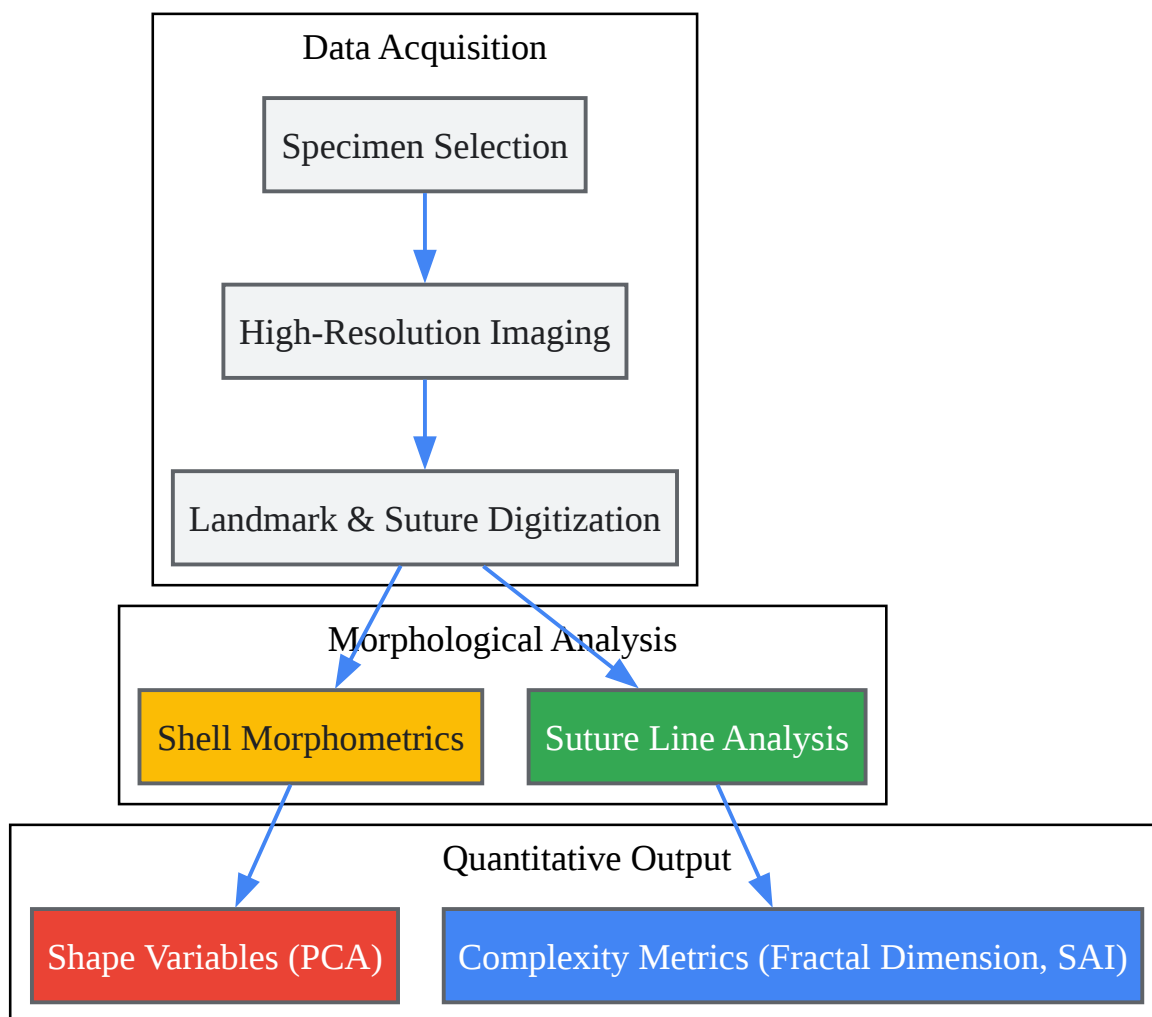 Data Acquisition
Specimen Selection
High-Resolution Imaging
Landmark & Suture Digitization
Morphological Analysis
Shell Morphometrics
Suture Line Analysis
Quantitative Output
Shape Variables (PCA)
Complexity Metrics (Fractal Dimension, SAI)